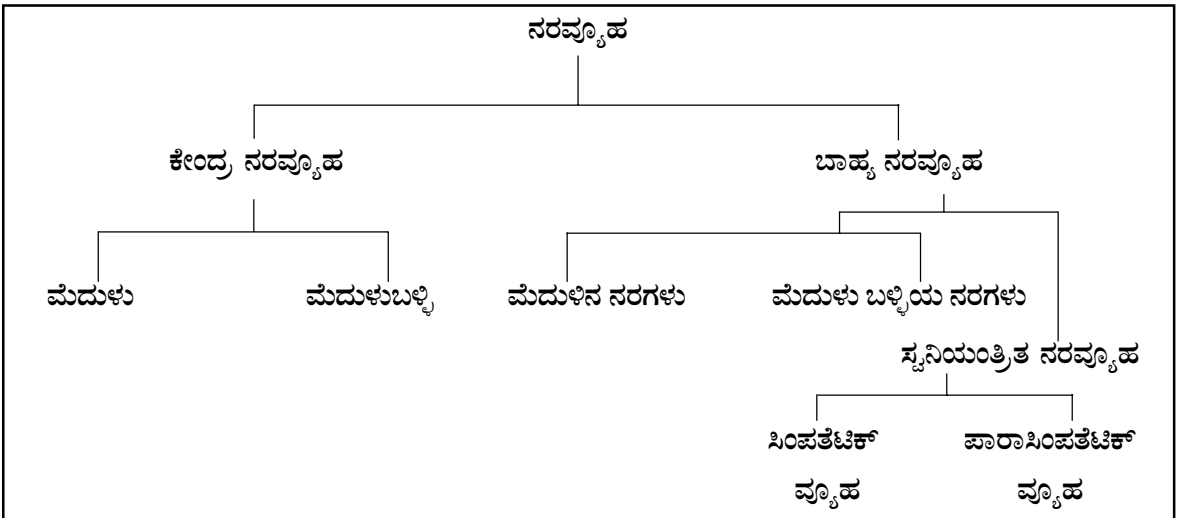 ನರವ್ಯೂಹ
ಕೇಂದ್ರ ನರವ್ಯೂಹ ಬಾಹ್ಯ ನರವ್ಯೂಹ
ಮೆದುಳು ಮೆದುಳುಬಳ್ಳಿ ಮೆದುಳಿನ ನರಗಳು ಮೆದುಳು ಬಳ್ಳಿಯ ನರಗಳು
ಸ್ವನಿಯಂತ್ರಿತ ನರವ್ಯೂಹ
ಸಿಂಪತೆಟಿಕ್ ಪಾರಾಸಿಂಪತೆಟಿಕ್
ವ್ಯೂಹ ವ್ಯೂಹ